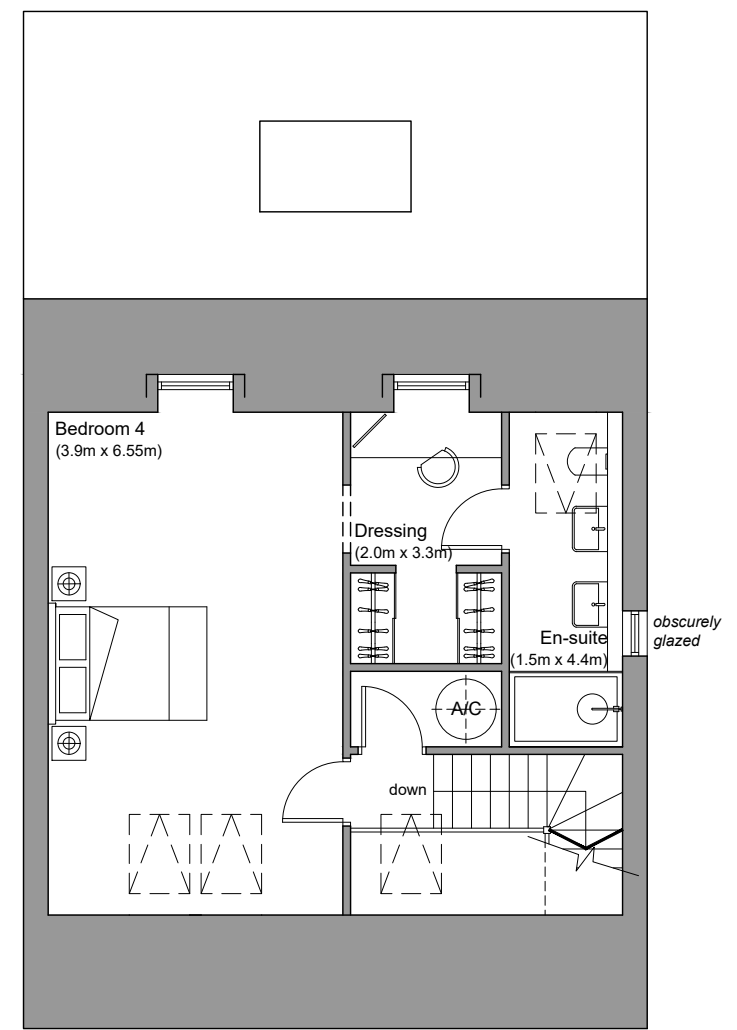 Bedroom 4
(3.9m x 6.55m)
Dressing
(2.0m x 3.3m)
obscurely
glazed
En-suite
(1.5m x 4.4m)
A/C
down